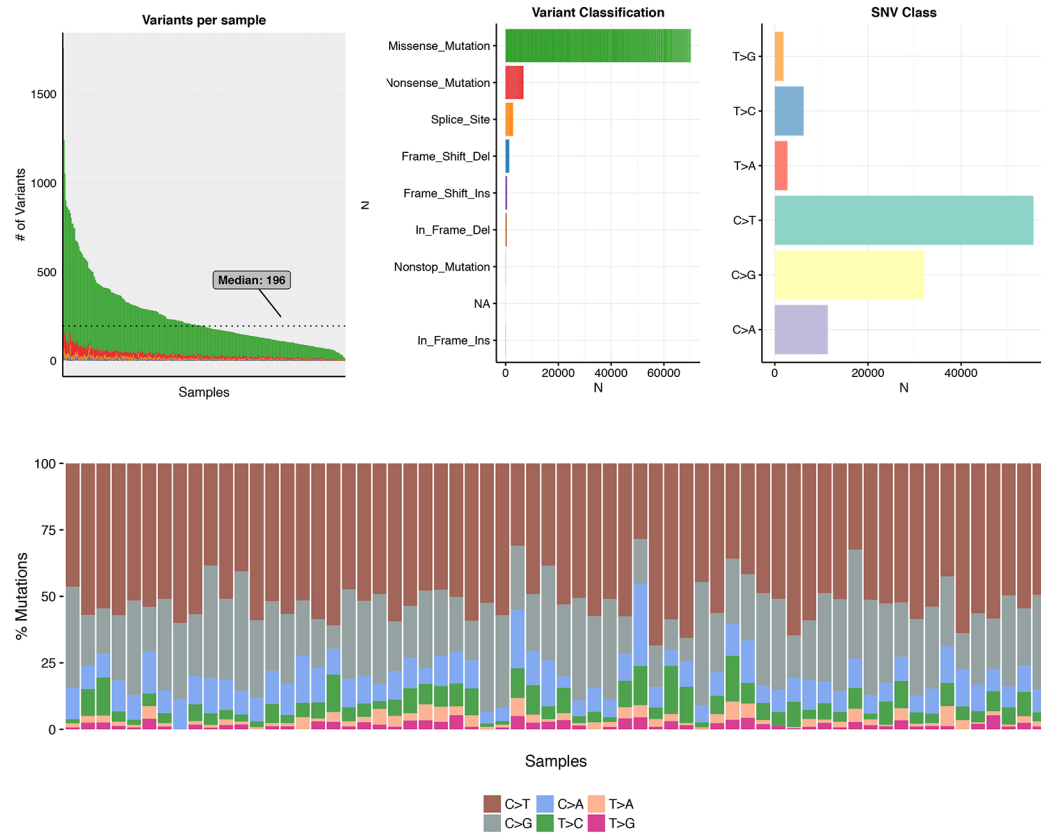 Variants per sample
# of Variants
1500
1000
500
0
Median: 196
Samples
Variant Classification
N
Missense_Mutation
Nonsense_Mutation
Splice_Site
Frame_Shift_Del
Frame_Shift_Ins
In_Frame_Del
Nonstop_Mutation
NA
In_Frame_Ins
0 20000 40000 60000
N
SNV Class
T>G
T>C
T>A
C>T
C>G
C>A
0 20000 40000
N
% Mutations
100
75
50
25
0
Samples
C>T C>A T>A
C>G T>C T>G